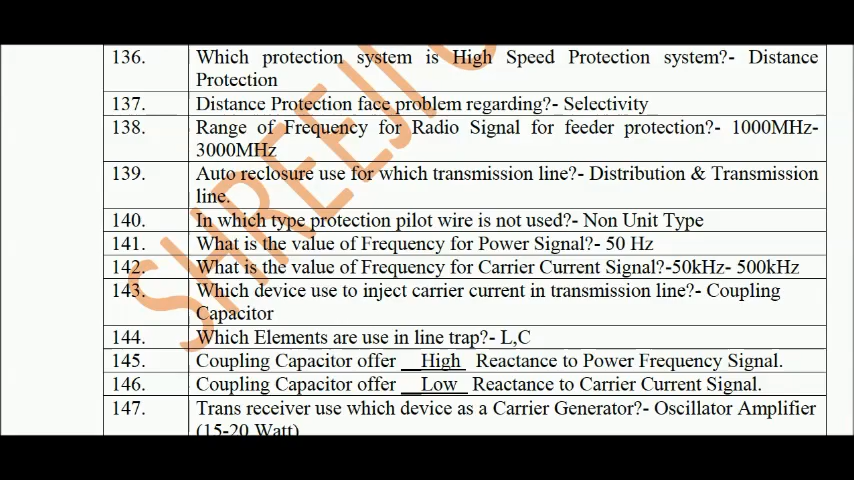 136. Which protection system is High Speed Protection system?- Distance
Protection
137. Distance Protection face problem regarding?- Selectivity
138. Range of Frequency for Radio Signal for feeder protection?- 1000MHz-
3000MHz
139. Auto reclosure use for which transmission line?- Distribution & Transmission
line.
140. In which type protection pilot wire is not used?- Non Unit Type
141. What is the value of Frequency for Power Signal?- 50 Hz
142. What is the value of Frequency for Carrier Current Signal?-50kHz- 500kHz
143. Which device use to inject carrier current in transmission line?- Coupling
Capacitor
144. Which Elements are use in line trap?- L,C
145. Coupling Capacitor offer __High_ Reactance to Power Frequency Signal.
146. Coupling Capacitor offer __Low_ Reactance to Carrier Current Signal.
147. Trans receiver use which device as a Carrier Generator?- Oscillator Amplifier
(15-20 Watt)
SHREEJI